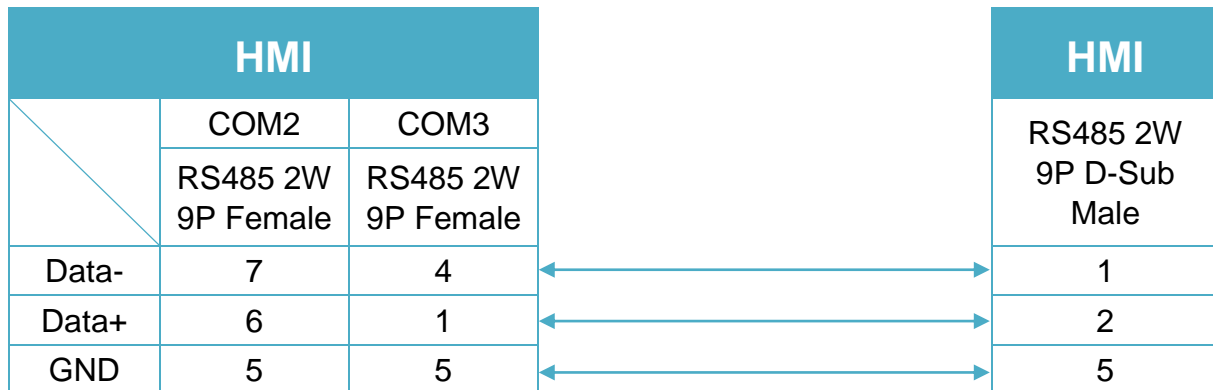 HMI HMI
COM2 COM3
RS485 2W RS485 2W RS485 2W
9P Female 9P Female 9P D-Sub
Male
Data- 7 4 1
Data+ 6 1 2
GND 5 5 5